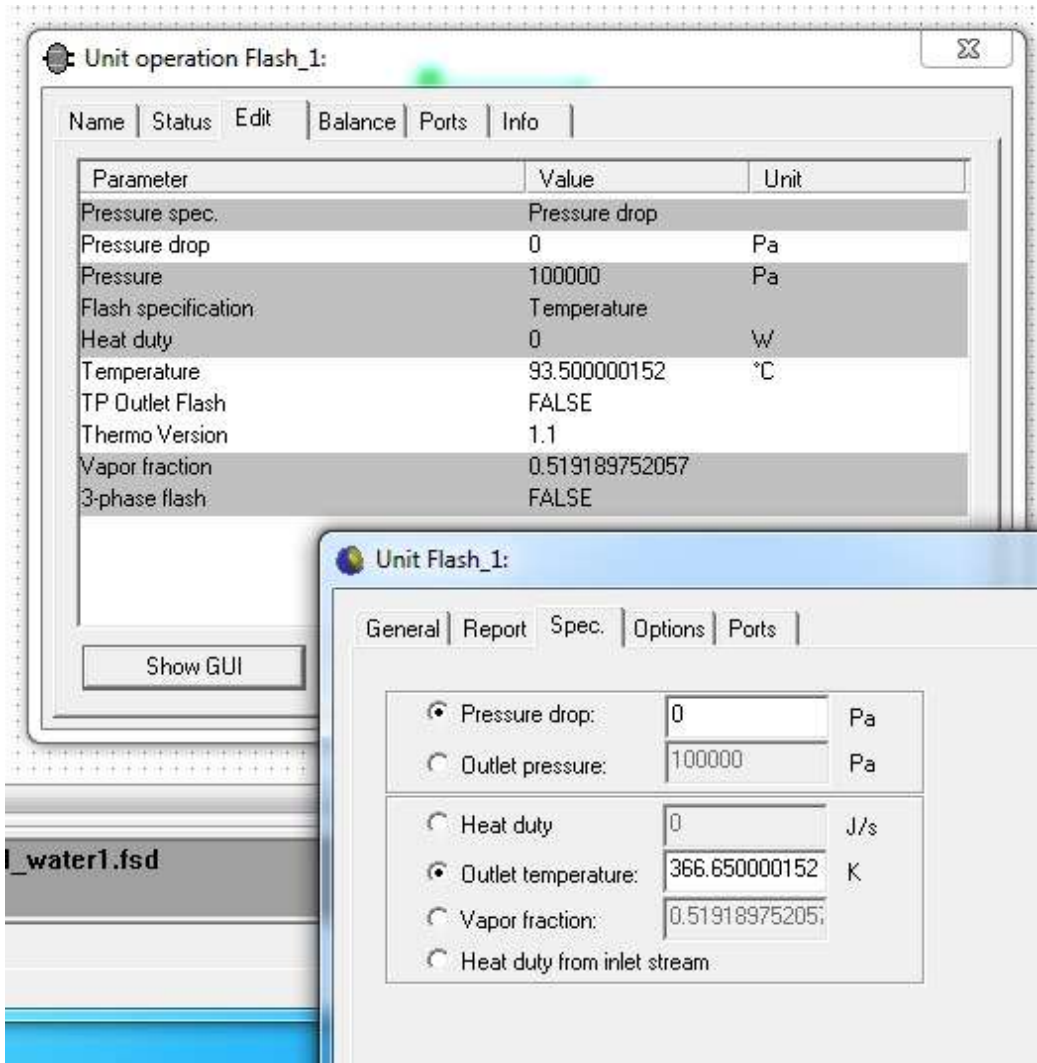 Unit operation Flash_1:
Name Status Edit Balance Ports Info
Parameter Value Unit
Pressure spec. Pressure drop
Pressure drop 0 Pa
Pressure 100000 Pa
Flash specification Temperature
Heat duty 0 W
Temperature 93.500000152 °C
TP Outlet Flash FALSE
Thermo Version 1.1
Vapor fraction 0.519189752057
3-phase flash FALSE
Show GUI
Unit Flash_1:
General Report Spec. Options Ports
Pressure drop: 0 Pa
Outlet pressure: 100000 Pa
Heat duty 0 J/s
Outlet temperature: 366.650000152 K
Vapor fraction: 0.51918975205
Heat duty from inlet stream
_water1.fsd